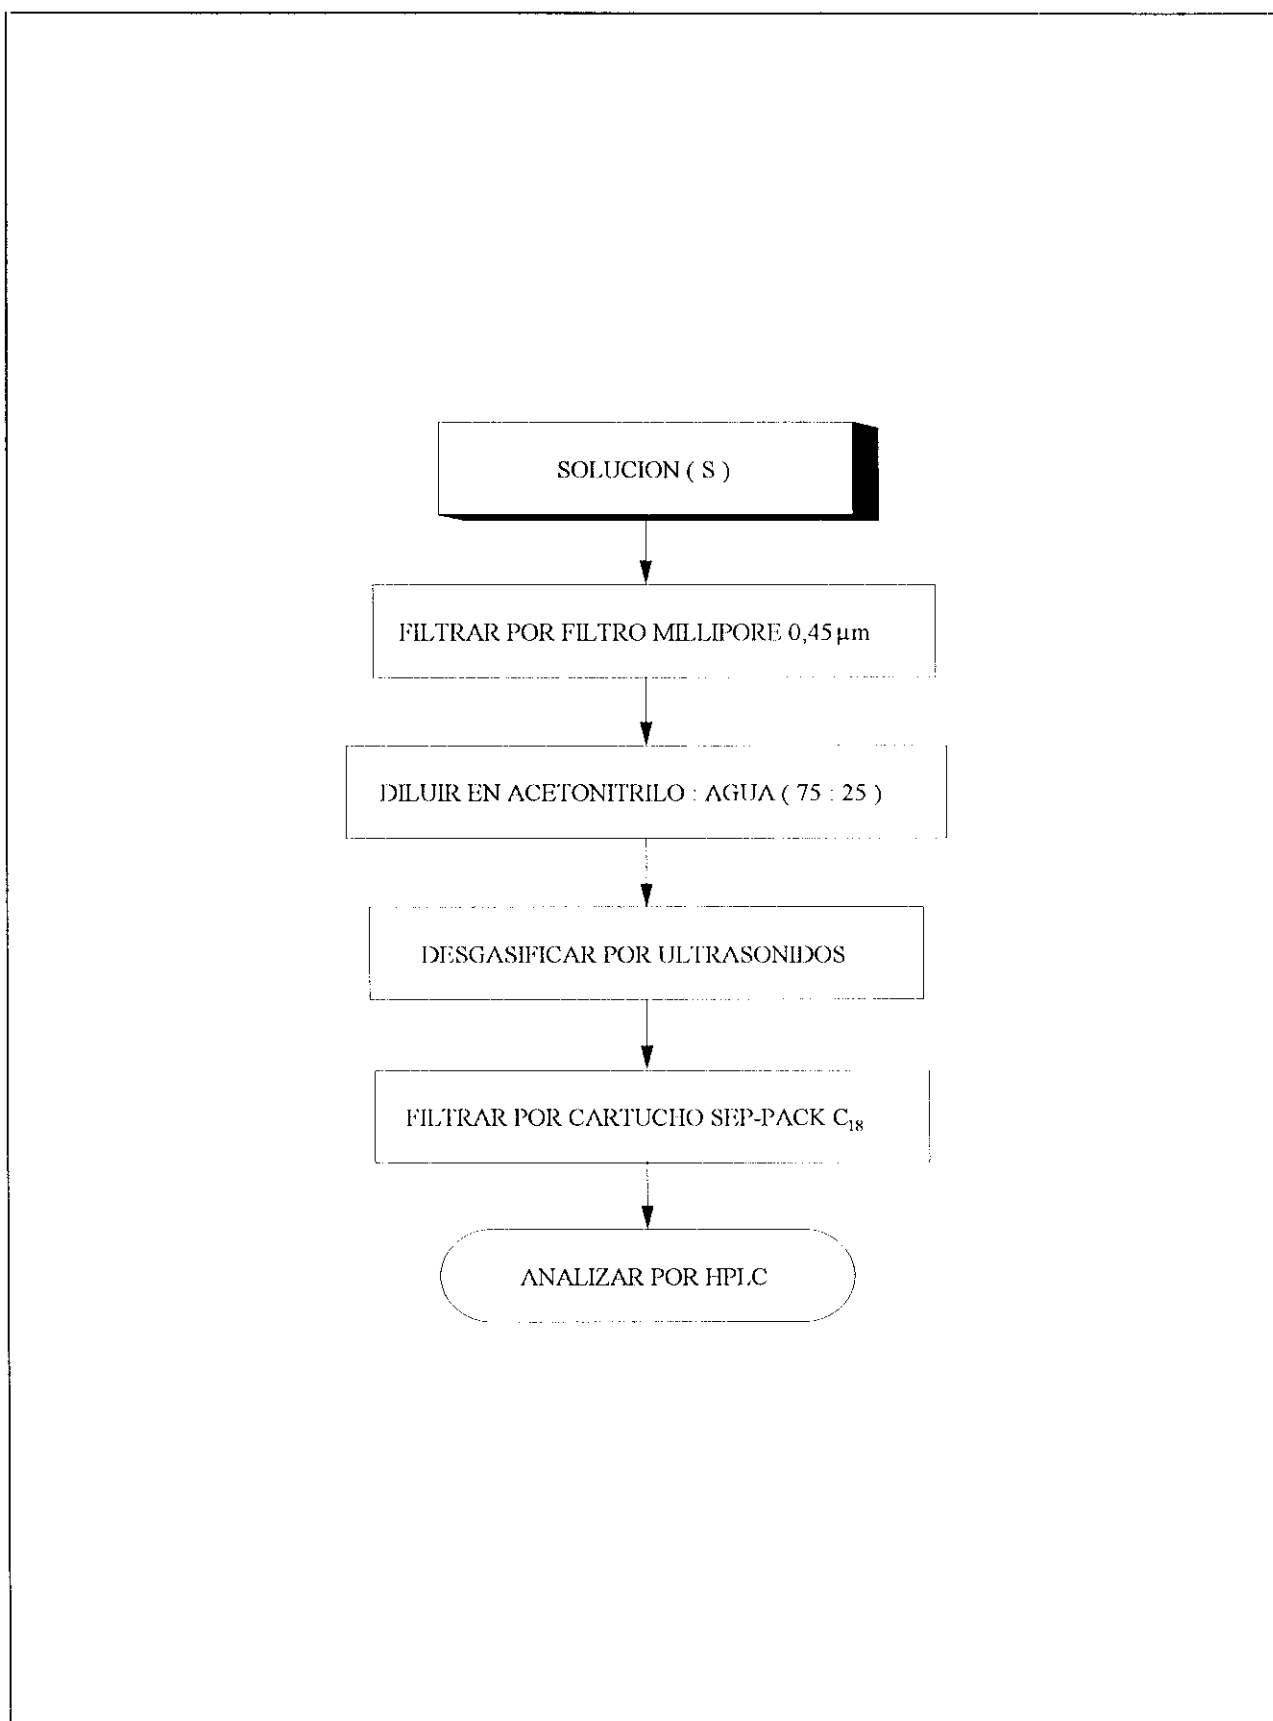 SOLUCION ( S )
FILTRAR POR FILTRO MILLIPORE 0,45 µm
DILUIR EN ACETONITRILO : AGUA ( 75 : 25 )
DESGASIFICAR POR ULTRASONIDOS
FILTRAR POR CARTUCHO SEP-PACK C₁₈
ANALIZAR POR HPLC